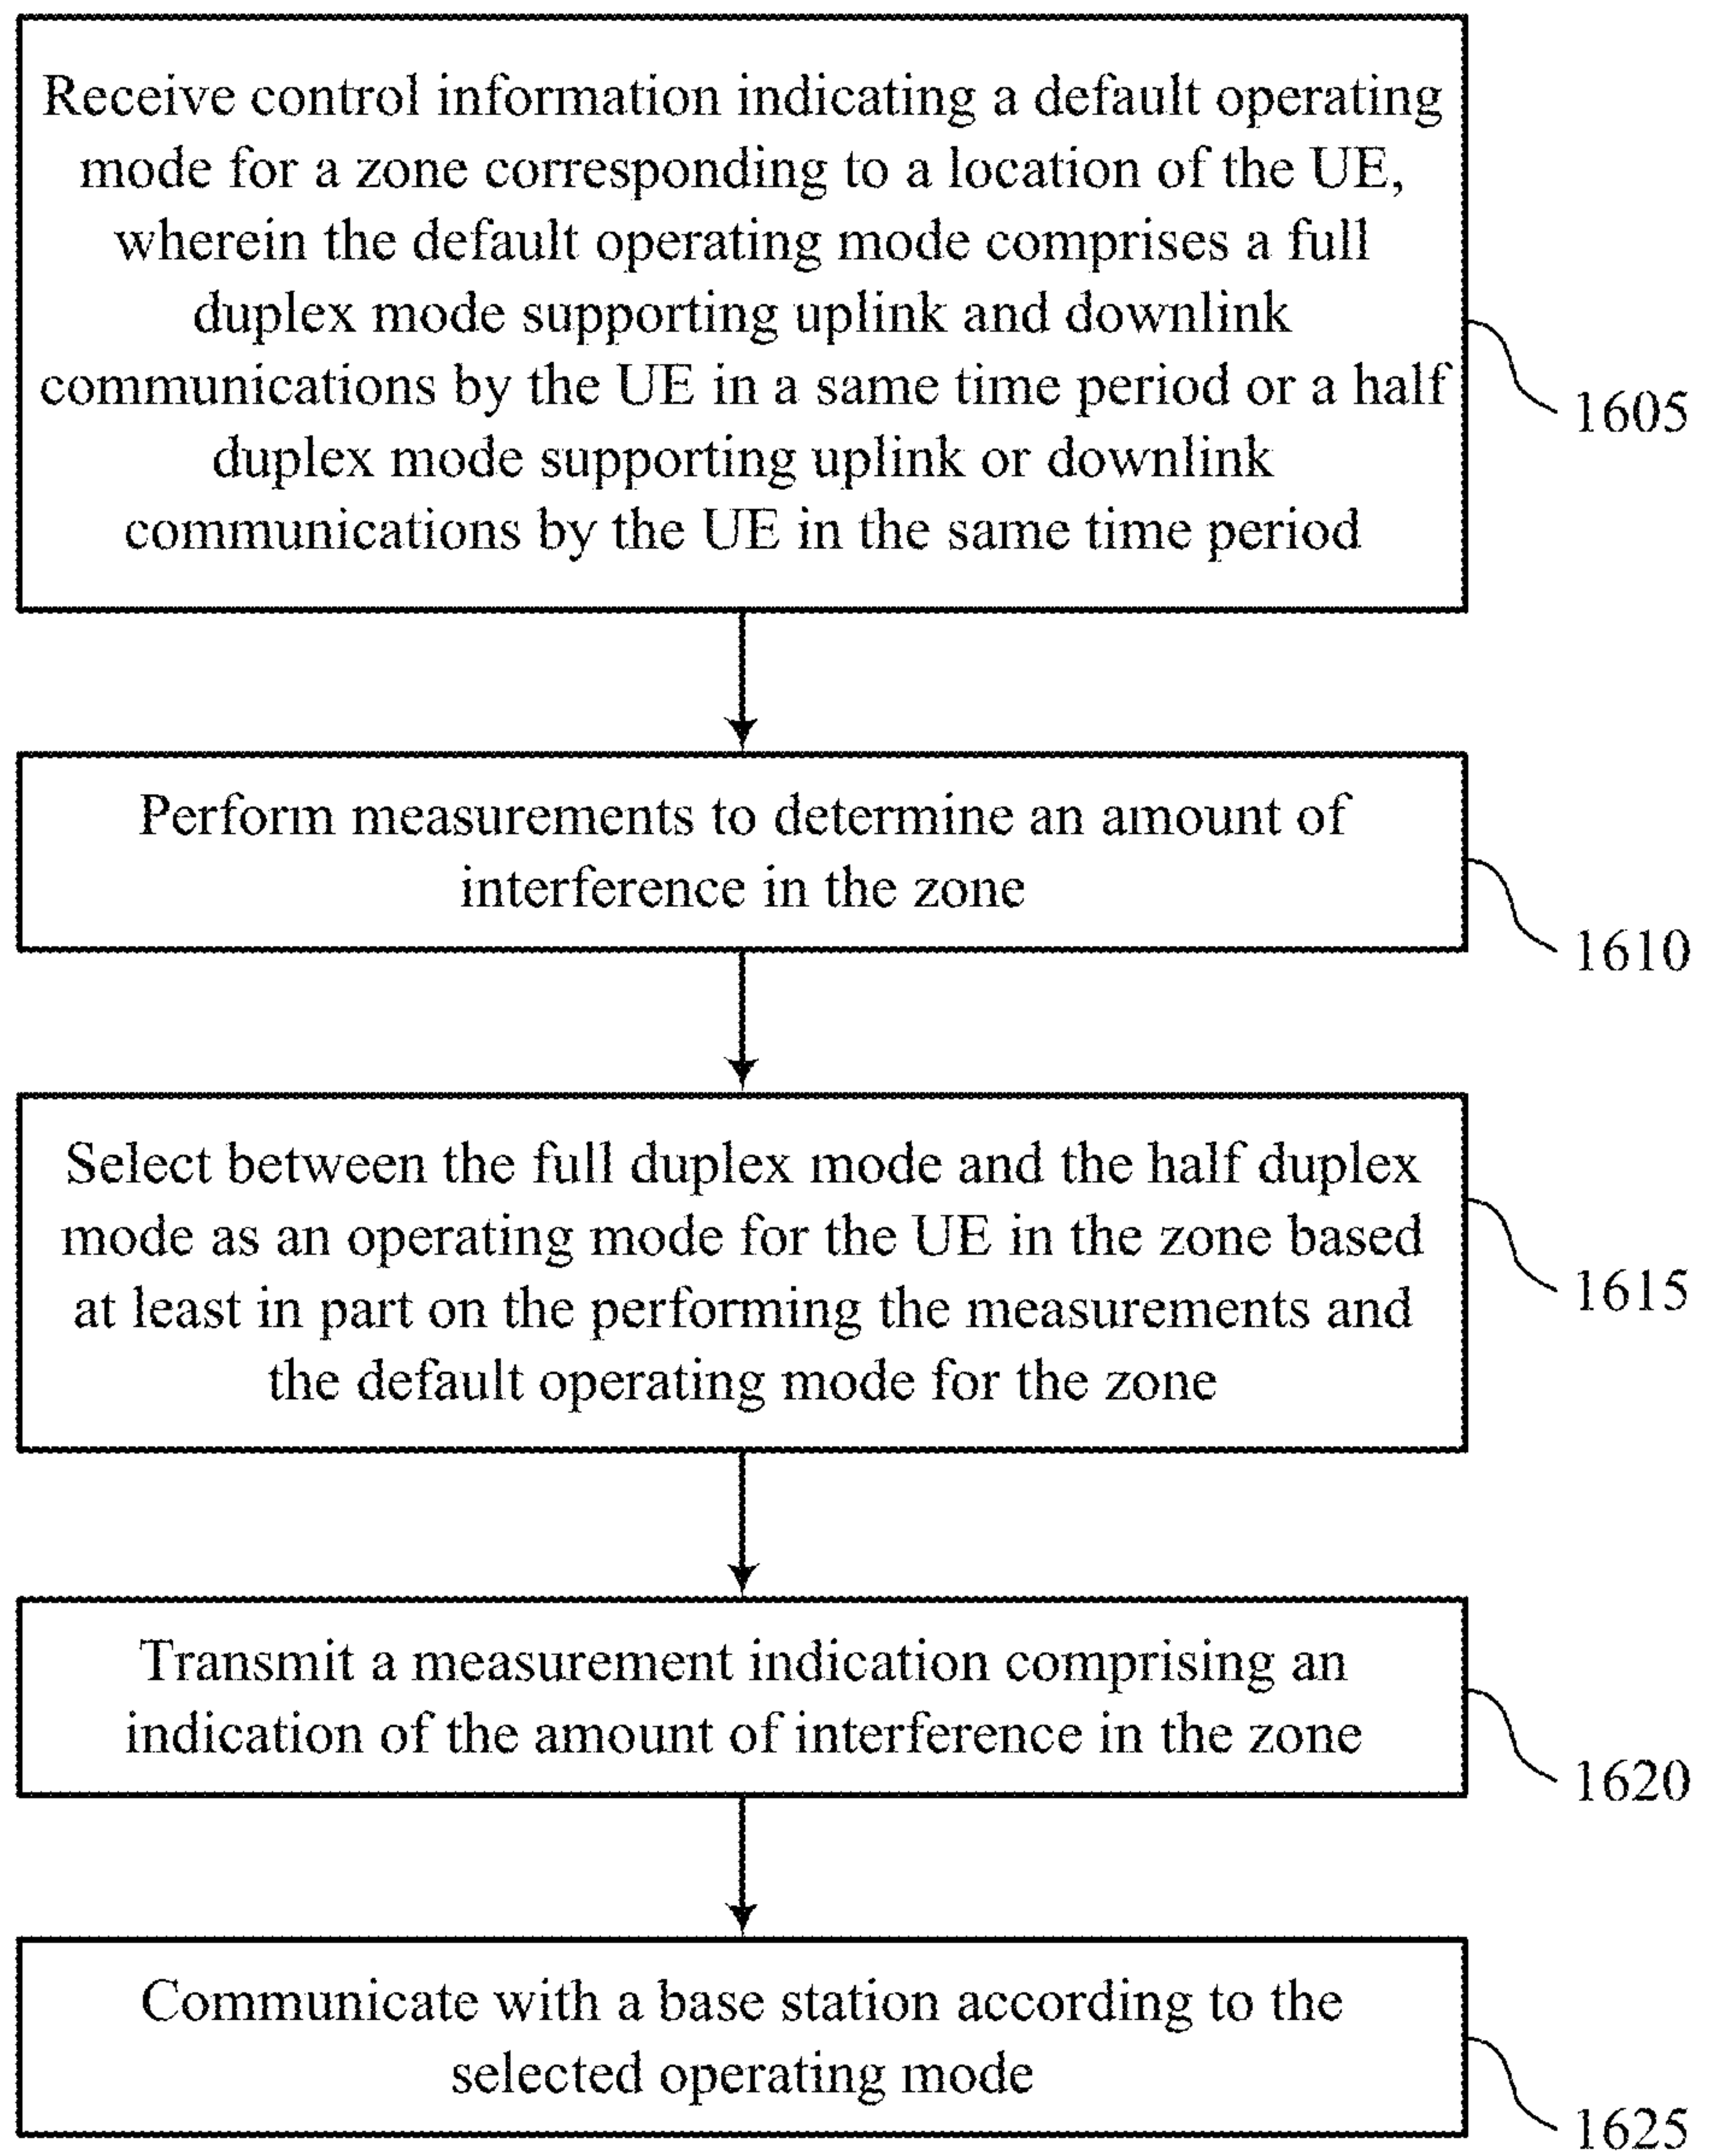 Receive control information indicating a default operating
mode for a zone corresponding to a location of the UE,
wherein the default operating mode comprises a full
duplex mode supporting uplink and downlink
communications by the UE in a same time period or a half
duplex mode supporting uplink or downlink
communications by the UE in the same time period
1605
Perform measurements to determine an amount of
interference in the zone
1610
Select between the full duplex mode and the half duplex
mode as an operating mode for the UE in the zone based
at least in part on the performing the measurements and
the default operating mode for the zone
1615
Transmit a measurement indication comprising an
indication of the amount of interference in the zone
1620
Communicate with a base station according to the
selected operating mode
1625